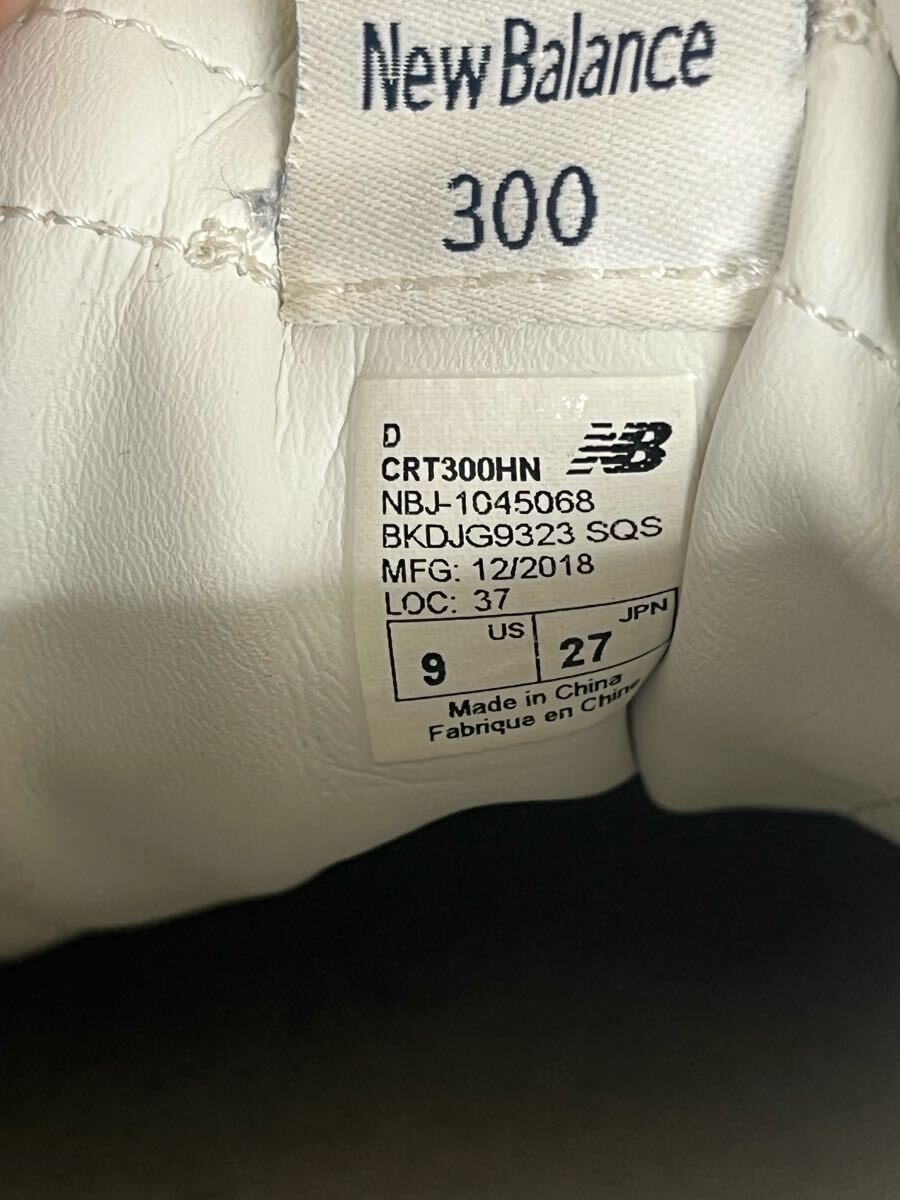 New Balance
300
D
CRT300HN
NBJ-1045068
BKDJG9323 SQS
MFG: 12/2018
LOC: 37
9 US 27 JPN
Made in China
Fabrique en Chine